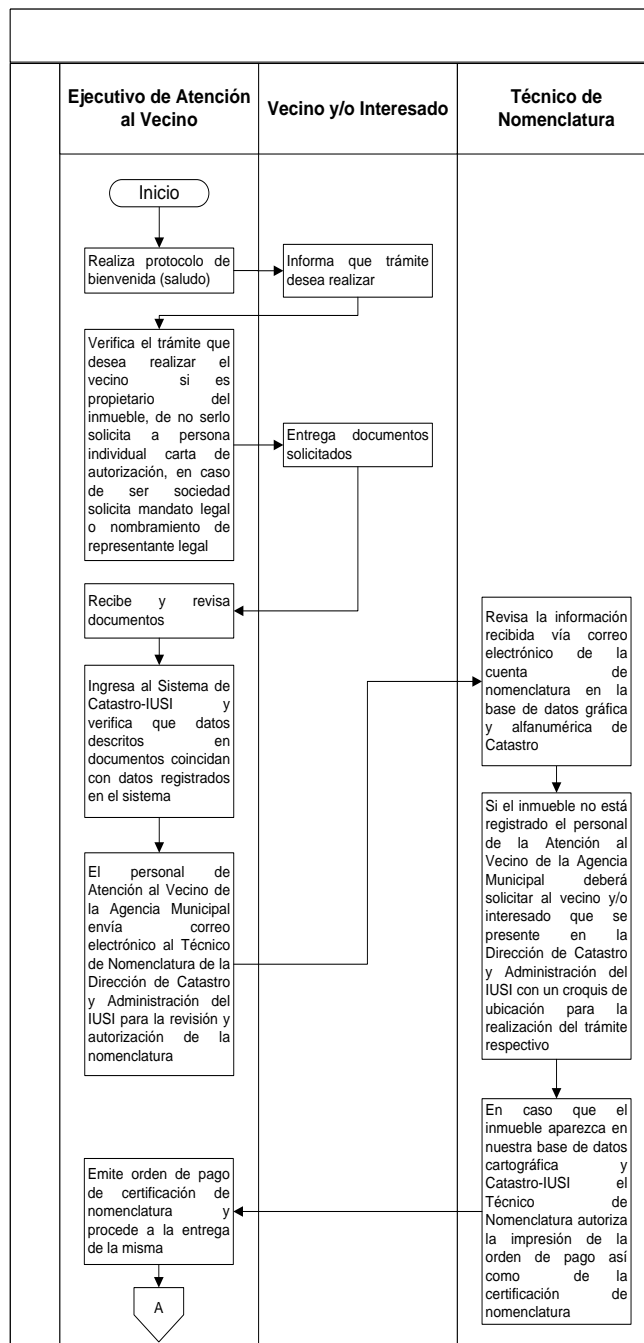 Ejecutivo de Atención
al Vecino
Vecino y/o Interesado
Técnico de
Nomenclatura
Inicio
Realiza protocolo de
bienvenida (saludo)
Informa que trámite
desea realizar
Verifica el trámite que
desea realizar el
vecino si es
propietario del
inmueble, de no serlo
solicita a persona
individual carta de
autorización, en caso
de ser sociedad
solicita mandato legal
o nombramiento de
representante legal
Entrega documentos
solicitados
Recibe y revisa
documentos
Ingresa al Sistema de
Catastro-IUSI y
verifica que datos
descritos en
documentos coincidan
con datos registrados
en el sistema
El personal de
Atención al Vecino de
la Agencia Municipal
envía correo
electrónico al Técnico
de Nomenclatura de la
Dirección de Catastro
y Administración del
IUSI para la revisión y
autorización de la
nomenclatura
Revisa la información
recibida vía correo
electrónico de la
cuenta de
nomenclatura en la
base de datos gráfica
y alfanumérica de
Catastro
Si el inmueble no está
registrado el personal
de la Atención al
Vecino de la Agencia
Municipal deberá
solicitar al vecino y/o
interesado que se
presente en la
Dirección de Catastro
y Administración del
IUSI con un croquis de
ubicación para la
realización del trámite
respectivo
En caso que el
inmueble aparezca en
nuestra base de datos
cartográfica y
Catastro-IUSI el
Técnico de
Nomenclatura autoriza
la impresión de la
orden de pago así
como de la
certificación de
nomenclatura
Emite orden de pago
de certificación de
nomenclatura y
procede a la entrega
de la misma
A